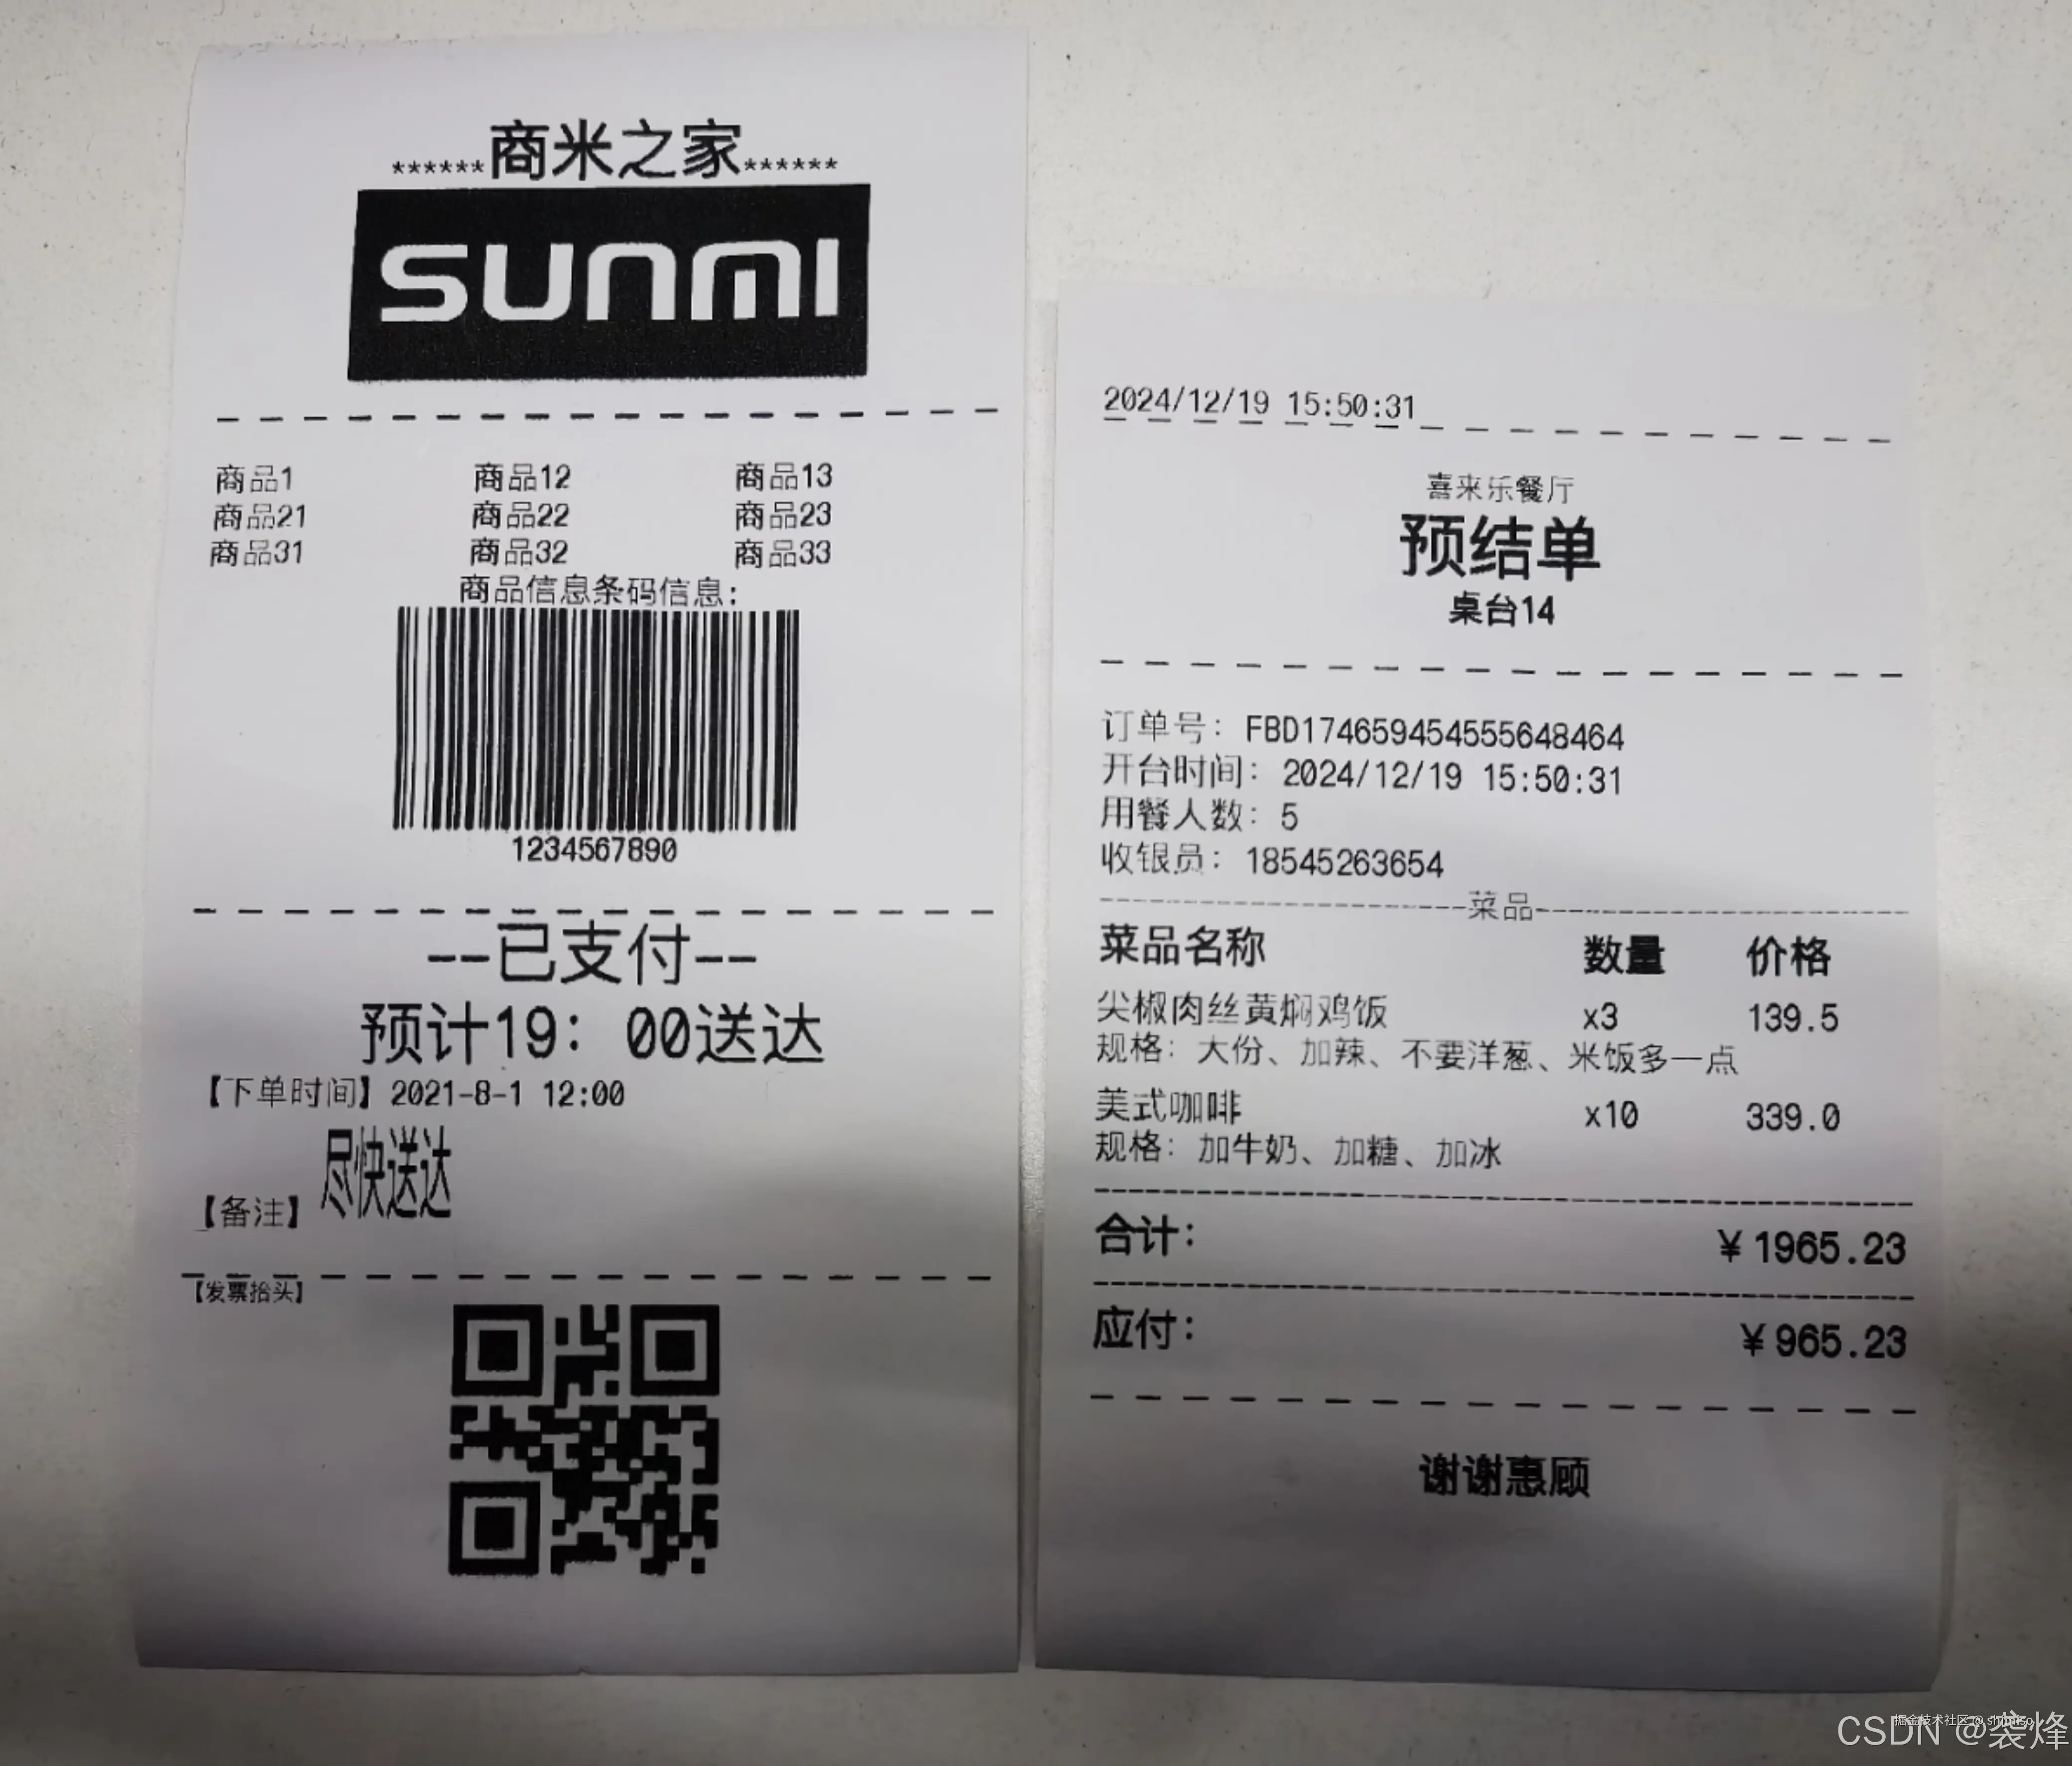 ******商米之家******
sunmi
商品1 商品12 商品13
商品21 商品22 商品23
商品31 商品32 商品33
商品信息条码信息:
1234567890
--已支付--
预计19: 00送达
【下单时间】2021-8-1 12:00
【备注】 尽快送达
【发票抬头】
2024/12/19 15:50:31
喜来乐餐厅
预结单
桌台14
订单号: FBD174659454555648464
开台时间: 2024/12/19 15:50:31
用餐人数: 5
收银员: 18545263654
菜品
菜品名称 数量 价格
尖椒肉丝黄焖鸡饭 x3 139.5
规格: 大份、加辣、不要洋葱、米饭多一点
美式咖啡 x10 339.0
规格: 加牛奶、加糖、加冰
合计: ¥1965.23
应付: ¥965.23
谢谢惠顾
掘金技术社区 @
CSDN @袭烽